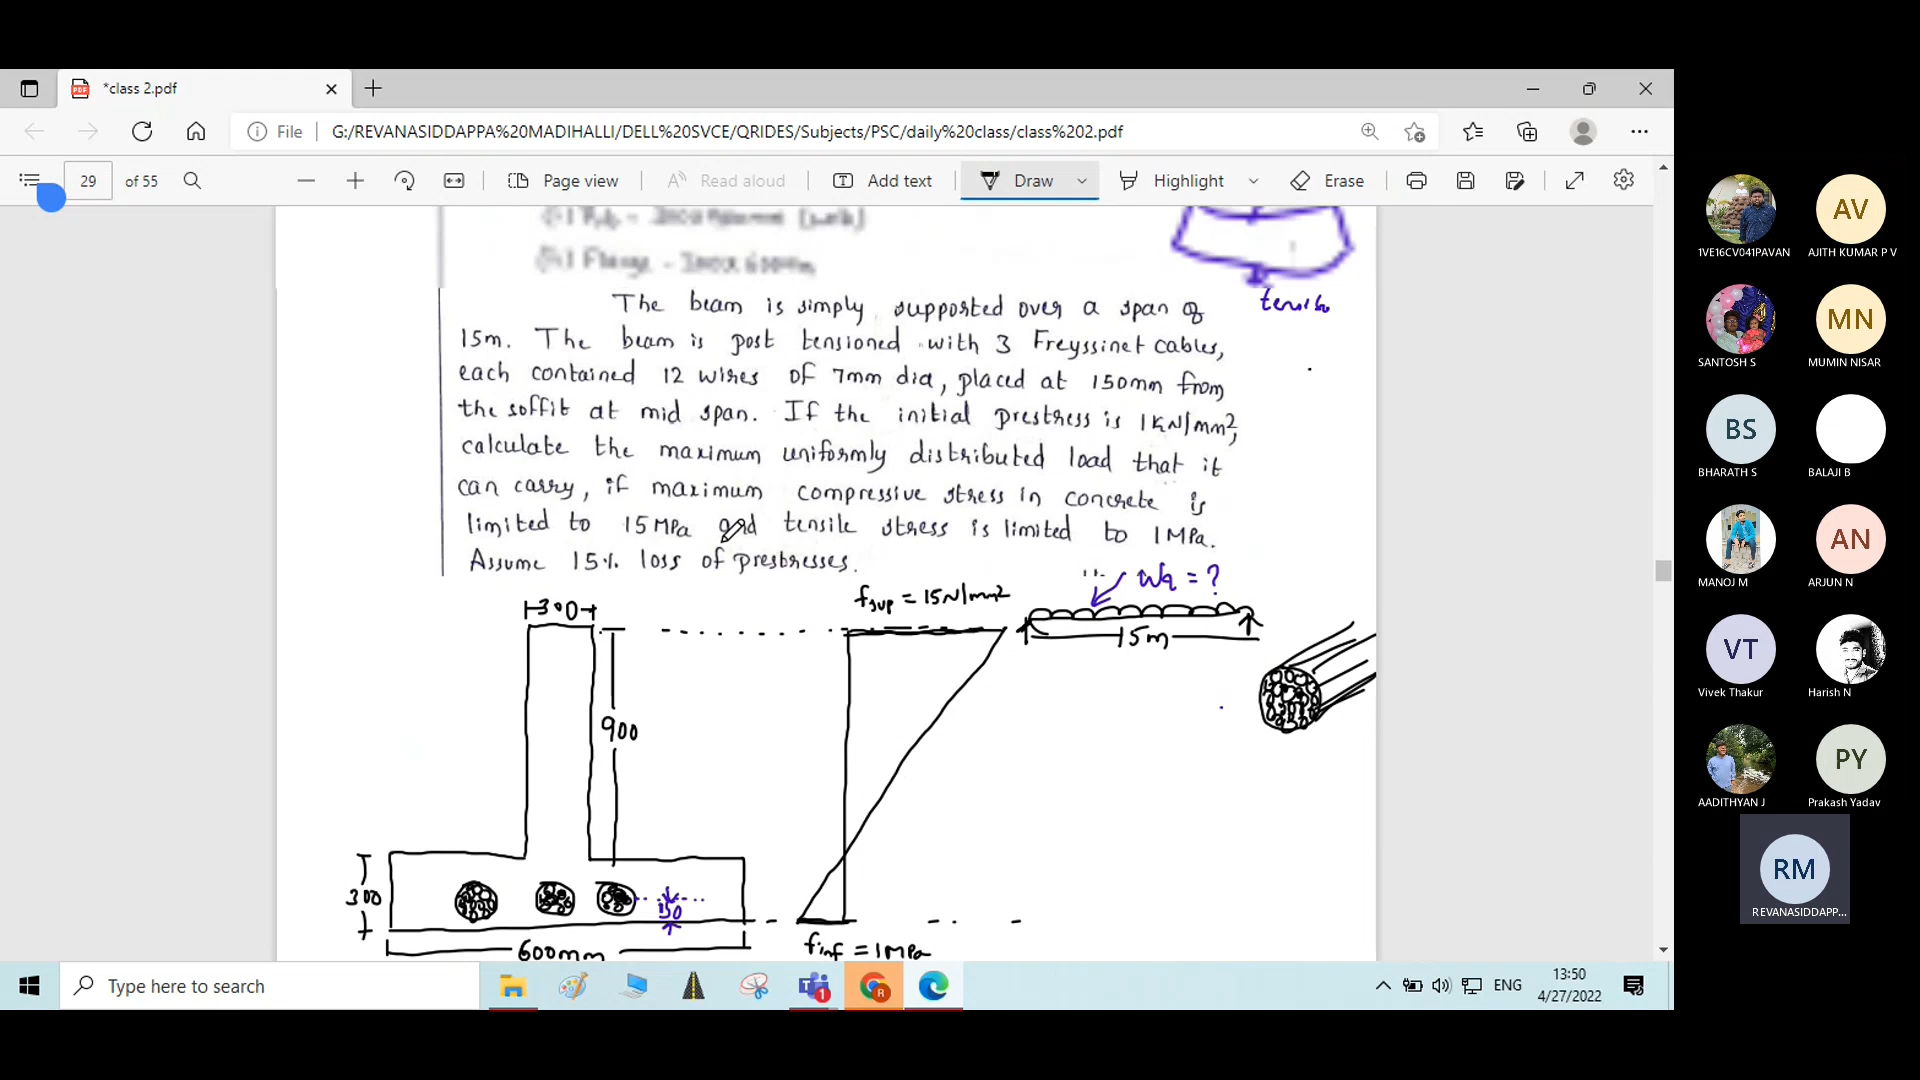 *class 2.pdf
File G:/REVANASIDDAPPA%20MADIHALLI/DELL%20SVCE/QRIDES/Subjects/PSC/daily%20class/class%202.pdf
29 of 55 Page view Read aloud Add text Draw Highlight Erase
(ii) Flange - 300x600mm
The beam is simply supported over a span of
tensile
15m. The beam is post tensioned with 3 Freyssinet cables,
each contained 12 wires of 7mm dia, placed at 150mm from
the soffit at mid span. If the initial prestress is 1KN/mm2,
calculate the maximum uniformly distributed load that it
can carry, if maximum compressive stress in concrete is
limited to 15MPa and tensile stress is limited to 1MPa.
Assume 15% loss of prestresses.
Wq = ?
300
fsup = 15N/mm2
15m
900
300
150
600mm
finf = 1MPa
1VE16CV041PAVAN
AV
AJITH KUMAR P V
SANTOSH S
MN
MUMIN NISAR
BS
BHARATH S
BALAJI B
MANOJ M
AN
ARJUN N
VT
Vivek Thakur
Harish N
AADITHYAN J
PY
Prakash Yadav
RM
REVANASIDDAPP...
Type here to search
1
R
ENG
13:50
4/27/2022